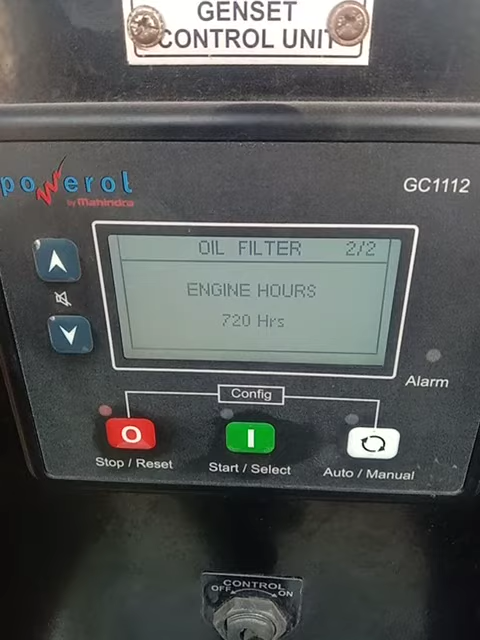 GENSET
CONTROL UNIT
powerol
by Mahindra
GC1112
OIL FILTER 2/2
ENGINE HOURS
720 Hrs
Alarm
Config
O
I
Stop / Reset
Start / Select
Auto / Manual
CONTROL
OFF
ON